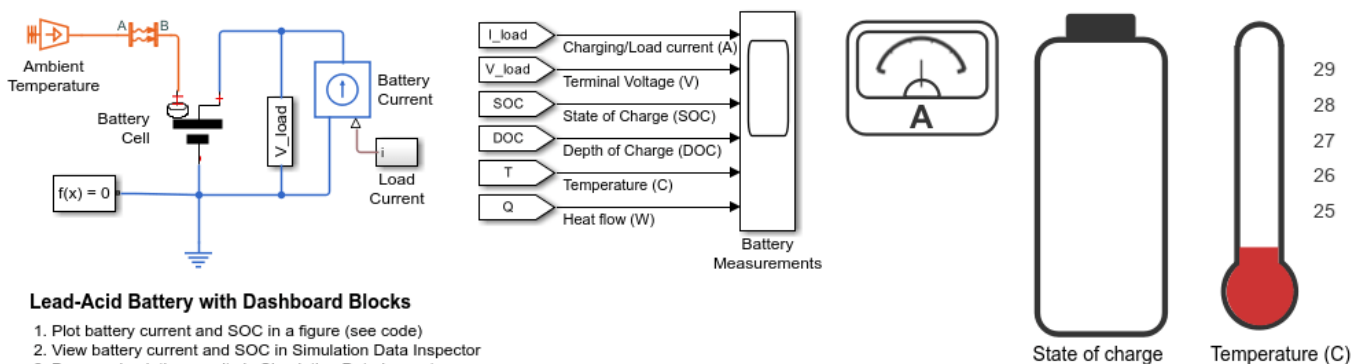 A B
Ambient
Temperature
Battery
Cell
V_load
Battery
Current
i
Load
Current
f(x) = 0
I_load
Charging/Load current (A)
V_load
Terminal Voltage (V)
SOC
State of Charge (SOC)
DOC
Depth of Charge (DOC)
T
Temperature (C)
Q
Heat flow (W)
Battery
Measurements
A
29
28
27
26
25
State of charge
Temperature (C)
Lead-Acid Battery with Dashboard Blocks
1. Plot battery current and SOC in a figure (see code)
2. View battery current and SOC in Simulation Data Inspector